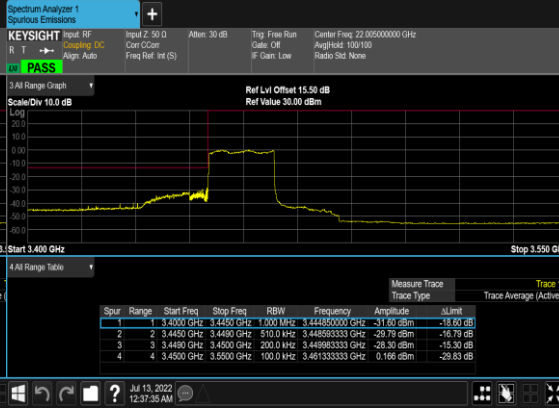 Spectrum Analyzer 1
Spurious Emissions
+
KEYSIGHT Input: RF Input Z: 50 Ω Atten: 30 dB Trig: Free Run Center Freq: 22.005000000 GHz
R T Coupling: DC Corr CCorr Gate: Off Avg|Hold: 100/100
Align: Auto Freq Ref: Int (S) IF Gain: Low Radio Std: None
PASS
3 All Range Graph
Ref Lvl Offset 15.50 dB
Scale/Div 10.0 dB Ref Value 30.00 dBm
Log
20.0
10.0
0.00
-10.0
-20.0
-30.0
-40.0
-50.0
-60.0
Start 3.400 GHz Stop 3.550 G
4 All Range Table
Measure Trace Trace
Trace Type Trace Average (Active
Spur Range Start Freq Stop Freq RBW Frequency Amplitude ΔLimit
1 1 3.4000 GHz 3.4450 GHz 1.000 MHz 3.444850000 GHz -31.60 dBm -18.60 dB
2 2 3.4450 GHz 3.4490 GHz 510.0 kHz 3.448593333 GHz -29.79 dBm -16.79 dB
3 3 3.4490 GHz 3.4500 GHz 200.0 kHz 3.449983333 GHz -28.30 dBm -15.30 dB
4 4 3.4500 GHz 3.5500 GHz 100.0 kHz 3.461333333 GHz 0.166 dBm -29.83 dB
?
Jul 13, 2022
12:37:35 AM